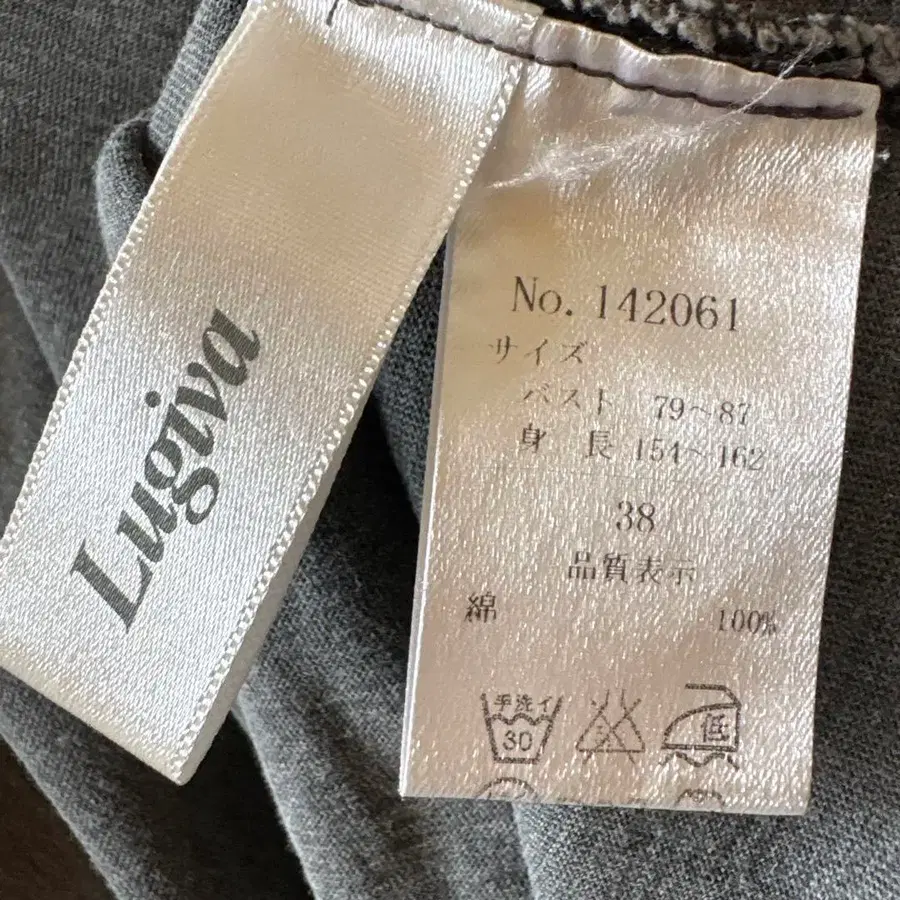 Lugiva
No. 142061
サイズ
バスト 79～87
身 長 154～162
38
品質表示
綿 100%
手洗イ
30
低